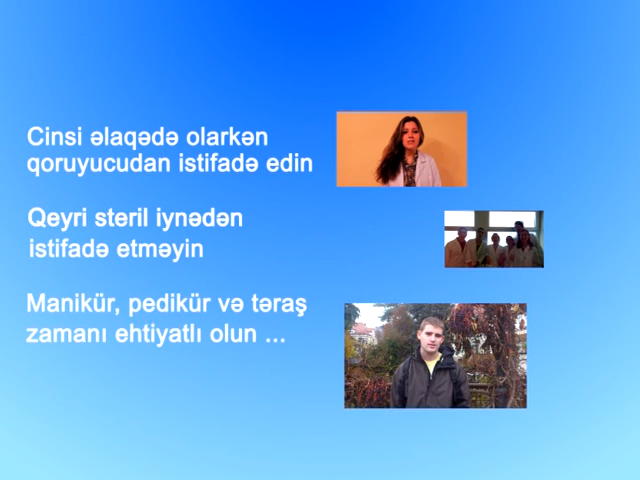 Cinsi əlaqədə olarkən
qoruyucudan istifadə edin
Qeyri steril iynədən
istifadə etməyin
Manikür, pedikür və təraş
zamanı ehtiyatlı olun ...